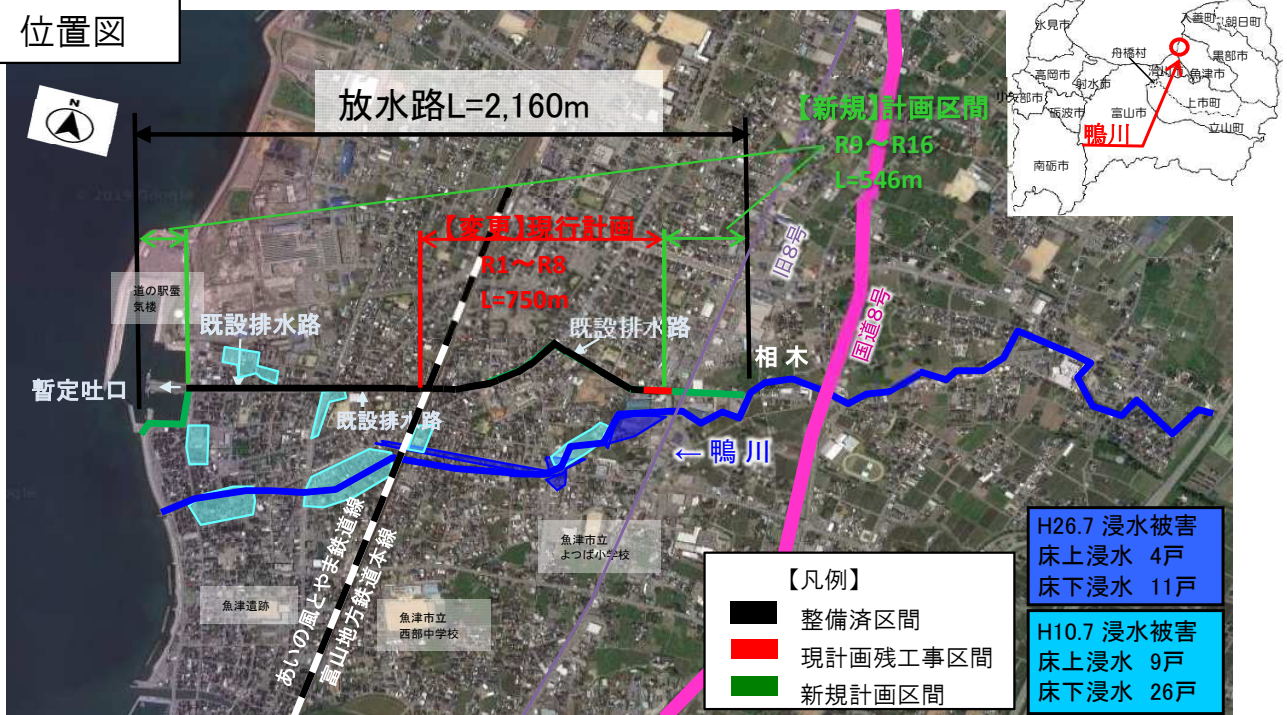 位置図
N
放水路L=2,160m
【新規】計画区間
R9～R16
L=546m
【変更】現行計画
R1～R8
L=750m
旧8号
国道8号
道の駅蜃
気楼
既設排水路
既設排水路
既設排水路
暫定吐口
相木
← 鴨川
あいの風とやま鉄道線
富山地方鉄道本線
魚津市立
よつば小学校
魚津遺跡
魚津市立
西部中学校
【凡例】
整備済区間
現計画残工事区間
新規計画区間
H26.7 浸水被害
床上浸水 4戸
床下浸水 11戸
H10.7 浸水被害
床上浸水 9戸
床下浸水 26戸
氷見市
入善町
朝日町
舟橋村
黒部市
高岡市
射水市
滑川市
魚津市
小矢部市
上市町
砺波市
富山市
立山町
鴨川
南砺市